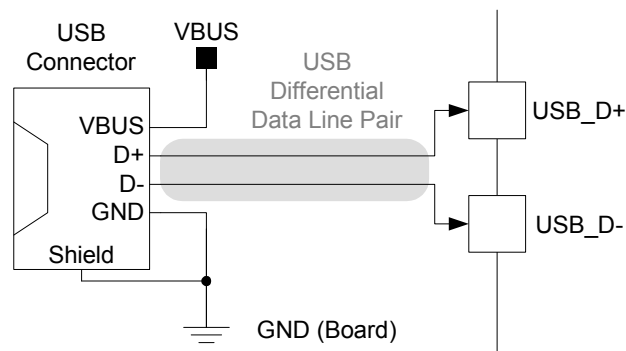 USB
Connector
VBUS
USB
Differential
Data Line Pair
VBUS
D+
D-
GND
Shield
USB_D+
USB_D-
GND (Board)